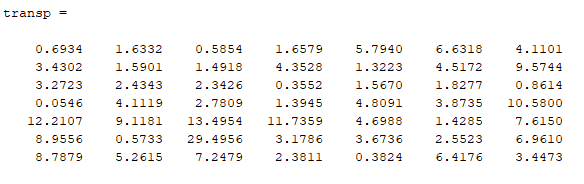 transp =
0.6934 1.6332 0.5854 1.6579 5.7940 6.6318 4.1101
3.4302 1.5901 1.4918 4.3528 1.3223 4.5172 9.5744
3.2723 2.4343 2.3426 0.3552 1.5670 1.8277 0.8614
0.0546 4.1119 2.7809 1.3945 4.8091 3.8735 10.5800
12.2107 9.1181 13.4954 11.7359 4.6988 1.4285 7.6150
8.9556 0.5733 29.4956 3.1786 3.6736 2.5523 6.9610
8.7879 5.2615 7.2479 2.3811 0.3824 6.4176 3.4473